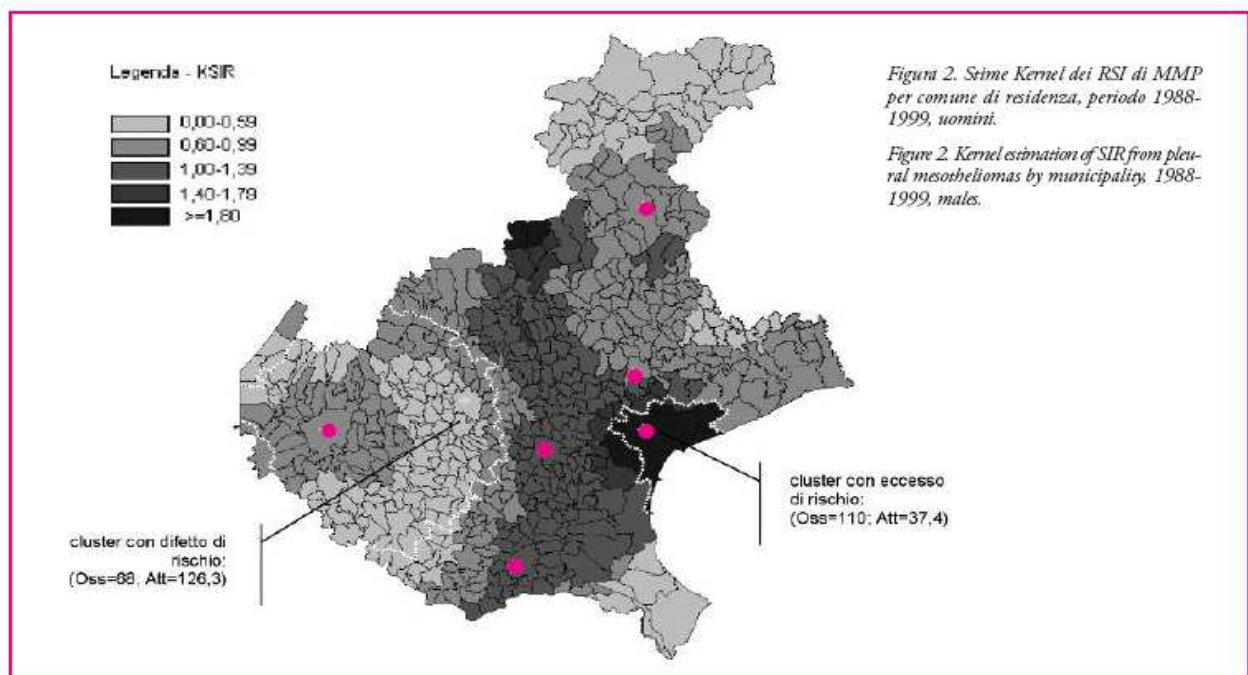 Legenda - KSIR
0,00-0,59
0,60-0,99
1,00-1,39
1,40-1,79
>=1,80
Figura 2. Stime Kernel dei RSI di MMP
per comune di residenza, periodo 1988-
1999, uomini.
Figure 2. Kernel estimation of SIR from pleu-
ral mesotheliomas by municipality, 1988-
1999, males.
cluster con eccesso
di rischio:
(Oss=110; Att=37,4)
cluster con difetto di
rischio:
(Oss=68; Att=126,3)